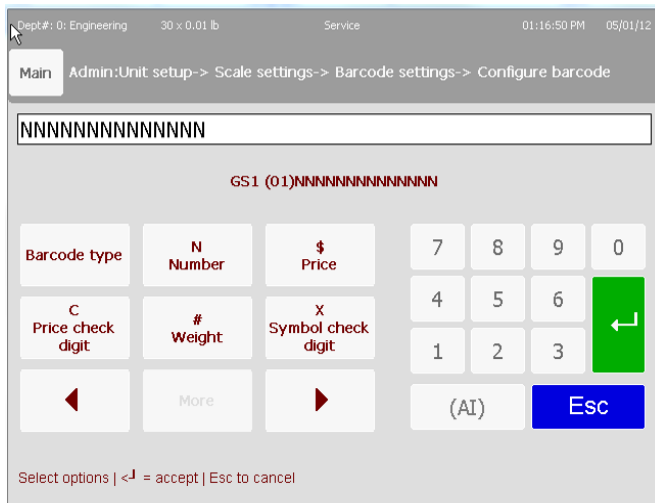 Dept#: 0: Engineering 30 x 0.01 lb Service 01:16:50 PM 05/01/12
Main Admin:Unit setup-> Scale settings-> Barcode settings-> Configure barcode
NNNNNNNNNNNNNN
GS1 (01)NNNNNNNNNNNNNN
Barcode type
N
Number
$
Price
7 8 9 0
C
Price check
digit
#
Weight
X
Symbol check
digit
4 5 6
1 2 3
More
(AI) Esc
Select options | <┘ = accept | Esc to cancel